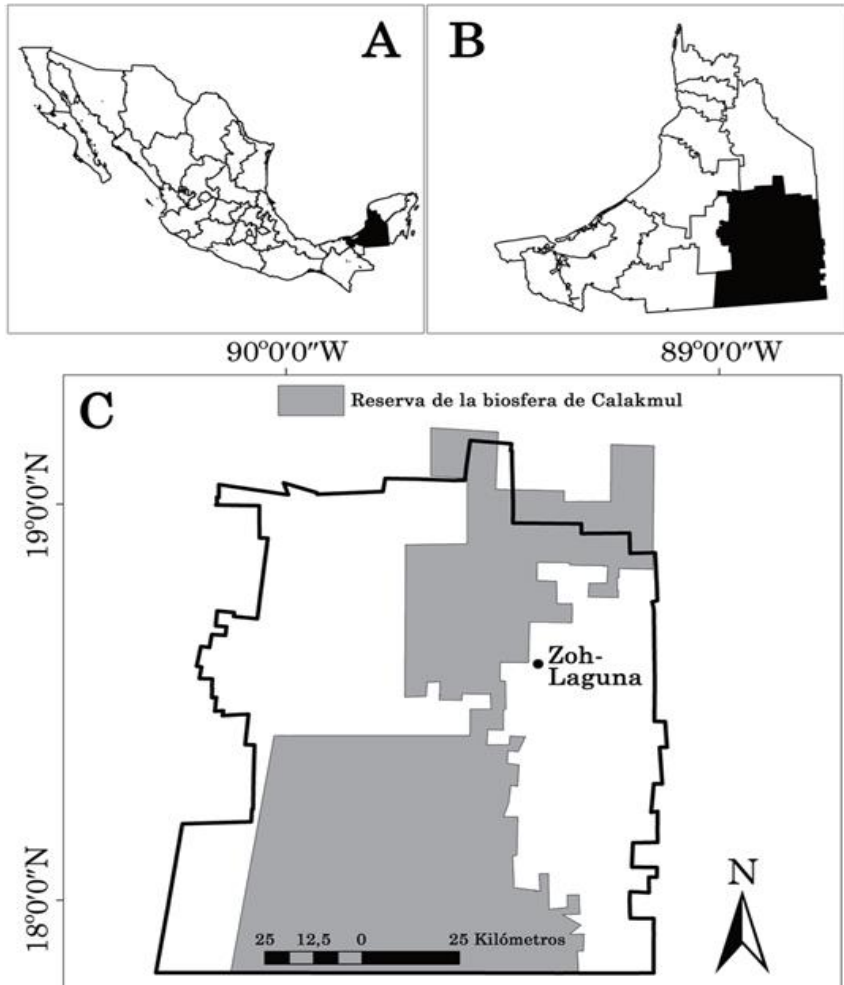 A
B
90°0'0"W
89°0'0"W
C
Reserva de la biosfera de Calakmul
19°0'0"N
Zoh-
Laguna
18°0'0"N
N
25 12,5 0 25 Kilómetros